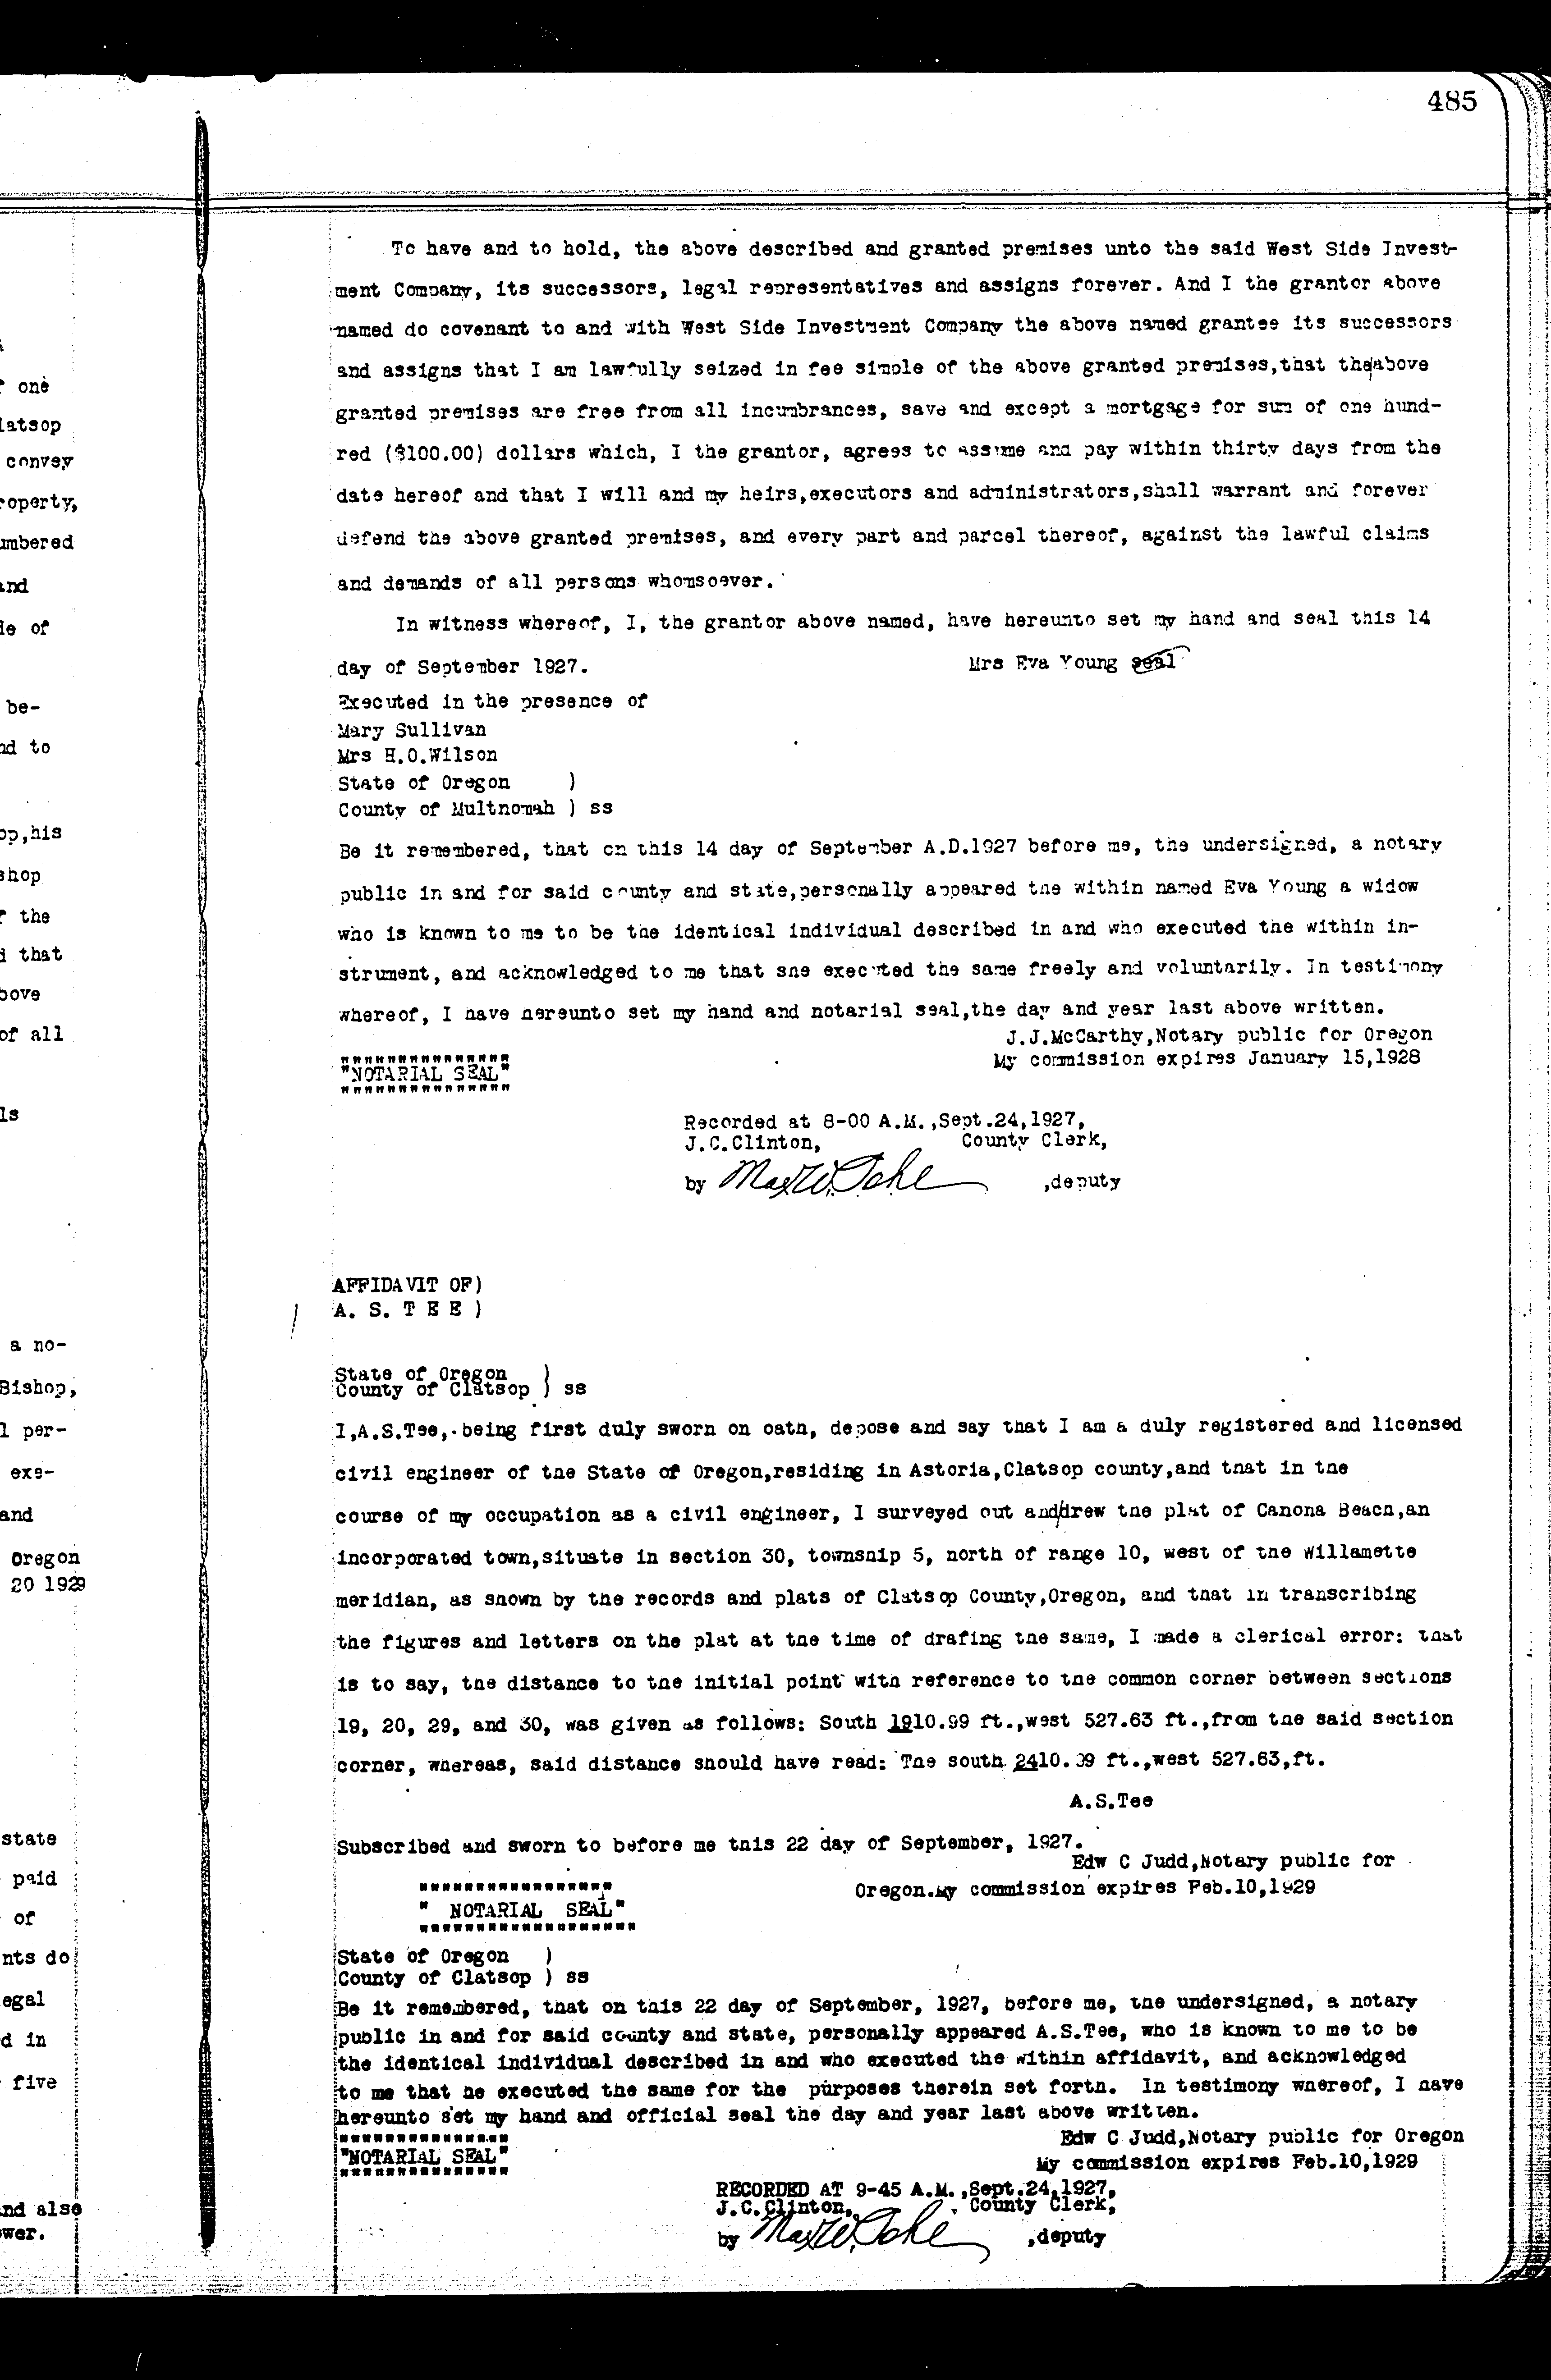 485
To have and to hold, the above described and granted premises unto the said West Side Invest-
ment Company, its successors, legal representatives and assigns forever. And I the grantor above
named do covenant to and with West Side Investment Company the above named grantee its successors
and assigns that I am lawfully seized in fee simple of the above granted premises,that the above
granted premises are free from all incumbrances, save and except a mortgage for sum of one hund-
red ($100.00) dollars which, I the grantor, agrees to assume and pay within thirty days from the
date hereof and that I will and my heirs,executors and administrators,shall warrant and forever
defend the above granted premises, and every part and parcel thereof, against the lawful claims
and demands of all persons whomsoever.
In witness whereof, I, the grantor above named, have hereunto set my hand and seal this 14
day of September 1927. Mrs Eva Young seal
Executed in the presence of
Mary Sullivan
Mrs H.O.Wilson
State of Oregon )
County of Multnomah ) ss
Be it remembered, that on this 14 day of September A.D.1927 before me, the undersigned, a notary
public in and for said county and state,personally appeared the within named Eva Young a widow
who is known to me to be the identical individual described in and who executed the within in-
strument, and acknowledged to me that she executed the same freely and voluntarily. In testimony
whereof, I have hereunto set my hand and notarial seal,the day and year last above written.
J.J.McCarthy,Notary public for Oregon
My commission expires January 15,1928
"""""""""""""""
"NOTARIAL SEAL"
"""""""""""""""
Recorded at 8-00 A.M.,Sept.24,1927,
J.C.Clinton, County Clerk,
by ,deputy
AFFIDAVIT OF)
A. S. T E E )
State of Oregon )
County of Clatsop ) ss
I,A.S.Tee, being first duly sworn on oath, depose and say that I am a duly registered and licensed
civil engineer of the State of Oregon,residing in Astoria,Clatsop county,and that in the
course of my occupation as a civil engineer, I surveyed out and/drew the plat of Canona Beach,an
incorporated town,situate in section 30, township 5, north of range 10, west of the Willamette
meridian, as shown by the records and plats of Clatsop County,Oregon, and that in transcribing
the figures and letters on the plat at the time of drafing the same, I made a clerical error: that
is to say, the distance to the initial point with reference to the common corner between sections
19, 20, 29, and 30, was given as follows: South 1910.99 ft.,west 527.63 ft.,from the said section
corner, whereas, said distance should have read: The south 2410.99 ft.,west 527.63,ft.
A.S.Tee
Subscribed and sworn to before me this 22 day of September, 1927.
Edw C Judd,Notary public for
Oregon.My commission expires Feb.10,1929
"""""""""""""""""
" NOTARIAL SEAL"
"""""""""""""""""""
State of Oregon )
County of Clatsop ) ss
Be it remembered, that on this 22 day of September, 1927, before me, the undersigned, a notary
public in and for said county and state, personally appeared A.S.Tee, who is known to me to be
the identical individual described in and who executed the within affidavit, and acknowledged
to me that he executed the same for the purposes therein set forth. In testimony whereof, I have
hereunto set my hand and official seal the day and year last above written.
Edw C Judd,Notary public for Oregon
My commission expires Feb.10,1929
"""""""""""""""
"NOTARIAL SEAL"
"""""""""""""""
RECORDED AT 9-45 A.M.,Sept.24,1927,
J.C.Clinton, County Clerk,
by ,deputy
one
convey
and
of
be-
to
,his
the
that
of all
a no-
Bishop,
per-
exe-
and
Oregon
20 1929
state
paid
of
do
in
five
also